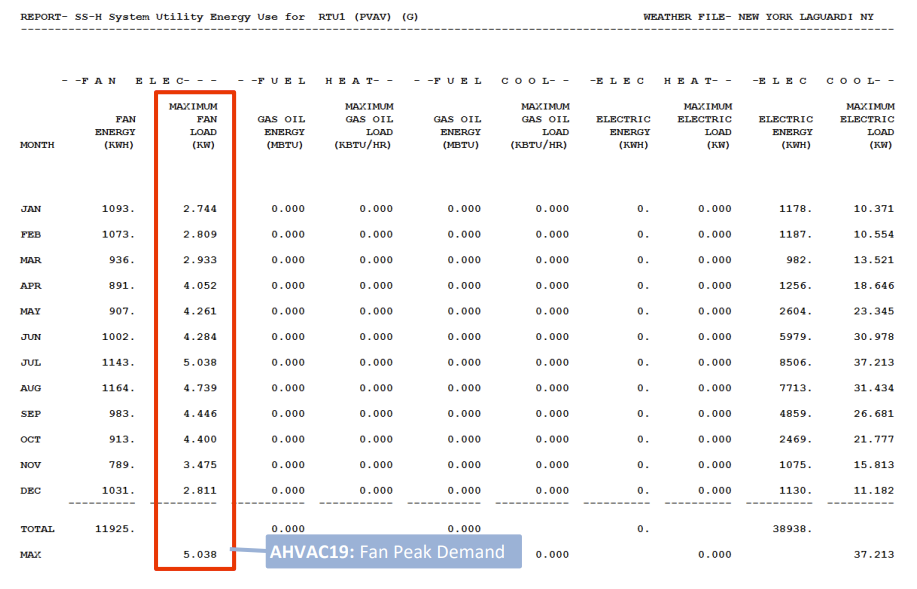 REPORT- SS-H System Utility Energy Use for RTU1 (PVAV) (G) WEATHER FILE- NEW YORK LAGUARDI NY
- -F A N E L E C- - - - -F U E L H E A T- - - -F U E L C O O L- - -E L E C H E A T- - -E L E C C O O L- -
MAXIMUM MAXIMUM MAXIMUM MAXIMUM MAXIMUM
FAN FAN GAS OIL GAS OIL GAS OIL GAS OIL ELECTRIC ELECTRIC ELECTRIC ELECTRIC
ENERGY LOAD ENERGY LOAD ENERGY LOAD ENERGY LOAD ENERGY LOAD
MONTH (KWH) (KW) (MBTU) (KBTU/HR) (MBTU) (KBTU/HR) (KWH) (KW) (KWH) (KW)
JAN 1093. 2.744 0.000 0.000 0.000 0.000 0. 0.000 1178. 10.371
FEB 1073. 2.809 0.000 0.000 0.000 0.000 0. 0.000 1187. 10.554
MAR 936. 2.933 0.000 0.000 0.000 0.000 0. 0.000 982. 13.521
APR 891. 4.052 0.000 0.000 0.000 0.000 0. 0.000 1256. 18.646
MAY 907. 4.261 0.000 0.000 0.000 0.000 0. 0.000 2604. 23.345
JUN 1002. 4.284 0.000 0.000 0.000 0.000 0. 0.000 5979. 30.978
JUL 1143. 5.038 0.000 0.000 0.000 0.000 0. 0.000 8506. 37.213
AUG 1164. 4.739 0.000 0.000 0.000 0.000 0. 0.000 7713. 31.434
SEP 983. 4.446 0.000 0.000 0.000 0.000 0. 0.000 4859. 26.681
OCT 913. 4.400 0.000 0.000 0.000 0.000 0. 0.000 2469. 21.777
NOV 789. 3.475 0.000 0.000 0.000 0.000 0. 0.000 1075. 15.813
DEC 1031. 2.811 0.000 0.000 0.000 0.000 0. 0.000 1130. 11.182
TOTAL 11925. 0.000 0.000 0. 38938.
MAX 5.038 AHVAC19: Fan Peak Demand 0.000 0.000 37.213